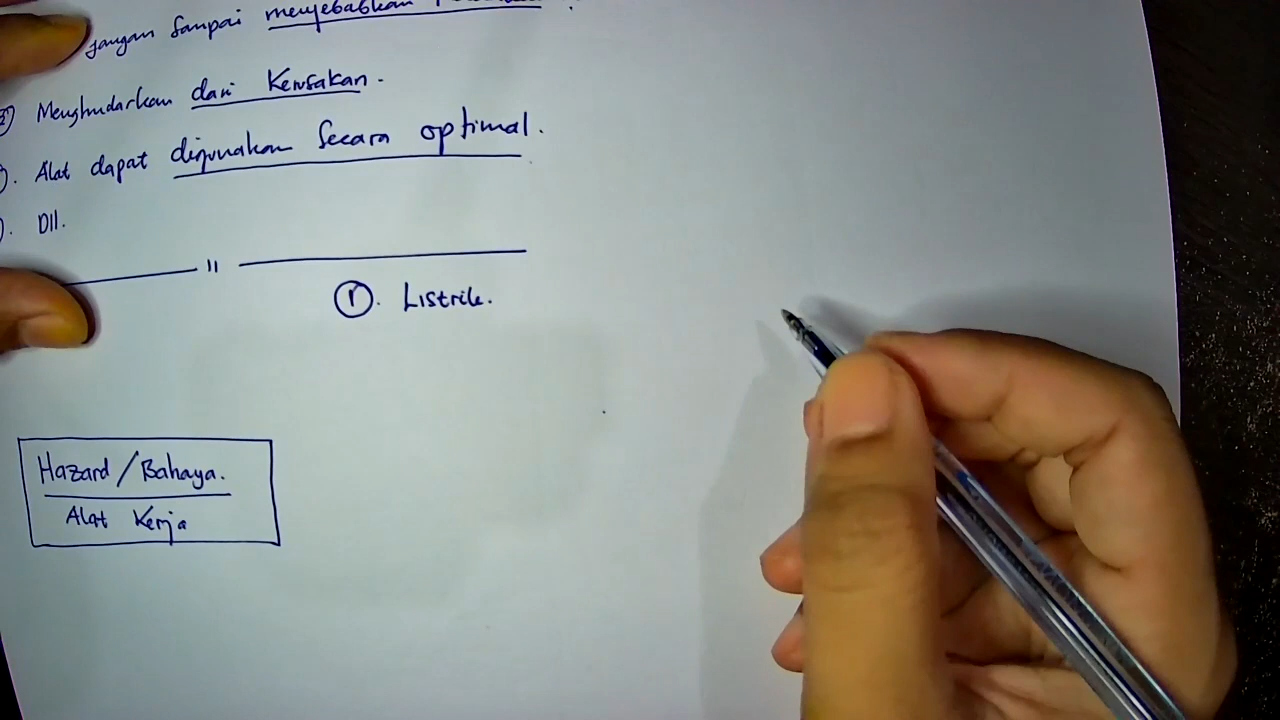 jangan sampai menyebabkan
Menghindarkan dari Kerusakan.
Alat dapat digunakan Secara optimal.
Dll.
1. Listrik.
Hazard / Bahaya.
Alat Kerja